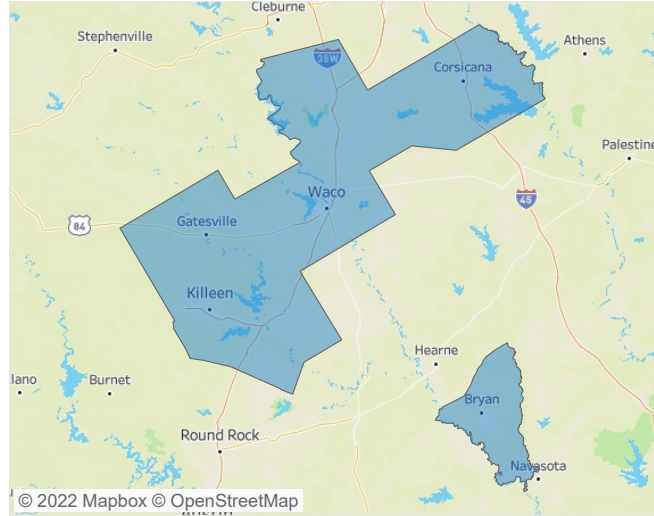 Cleburne
Stephenville
Athens
35W
Corsicana
Palestine
Waco
45
84
Gatesville
Killeen
Hearne
lano
Burnet
Bryan
Round Rock
Navasota
© 2022 Mapbox © OpenStreetMap